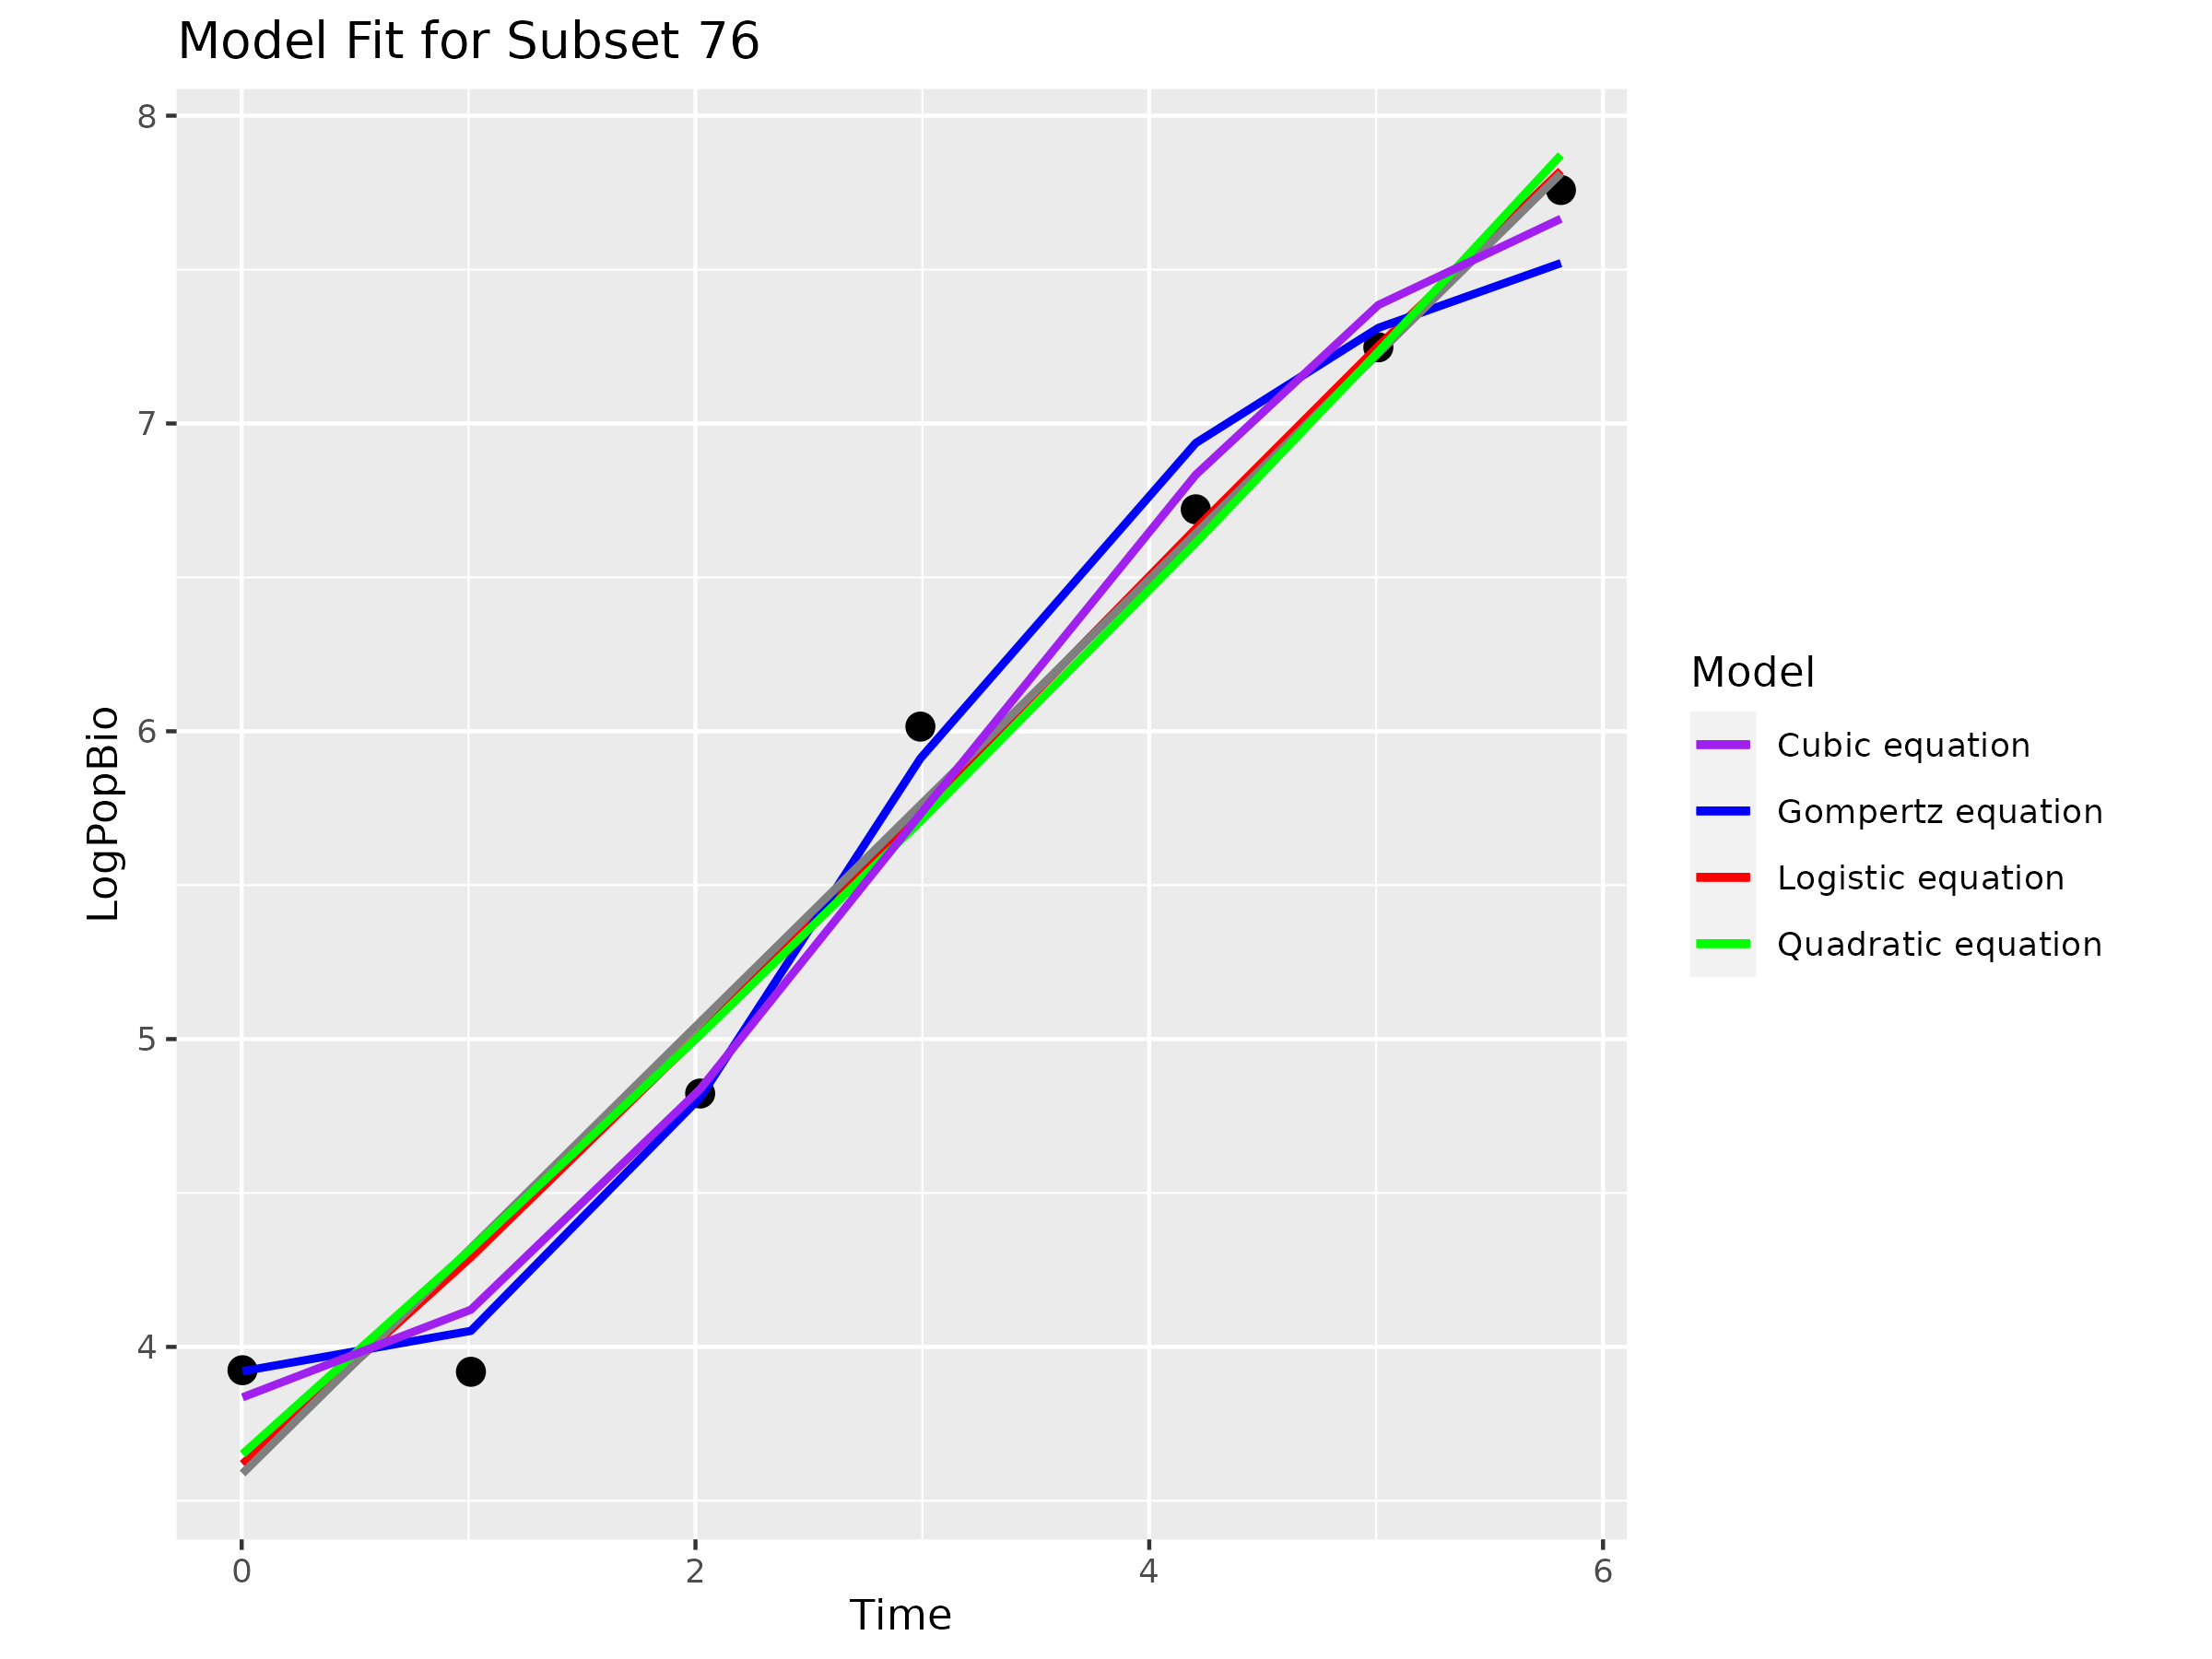 Model Fit for Subset 76
8
7
6
5
4
LogPopBio
0 2 4 6
Time
Model
Cubic equation
Gompertz equation
Logistic equation
Quadratic equation